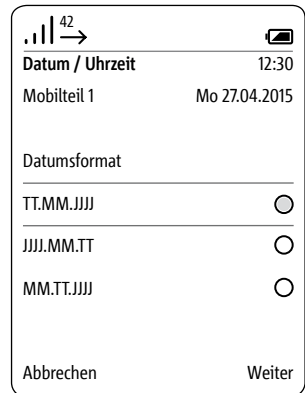 42
Datum / Uhrzeit 12:30
Mobilteil 1 Mo 27.04.2015
Datumsformat
TT.MM.JJJJ
JJJJ.MM.TT
MM.TT.JJJJ
Abbrechen Weiter